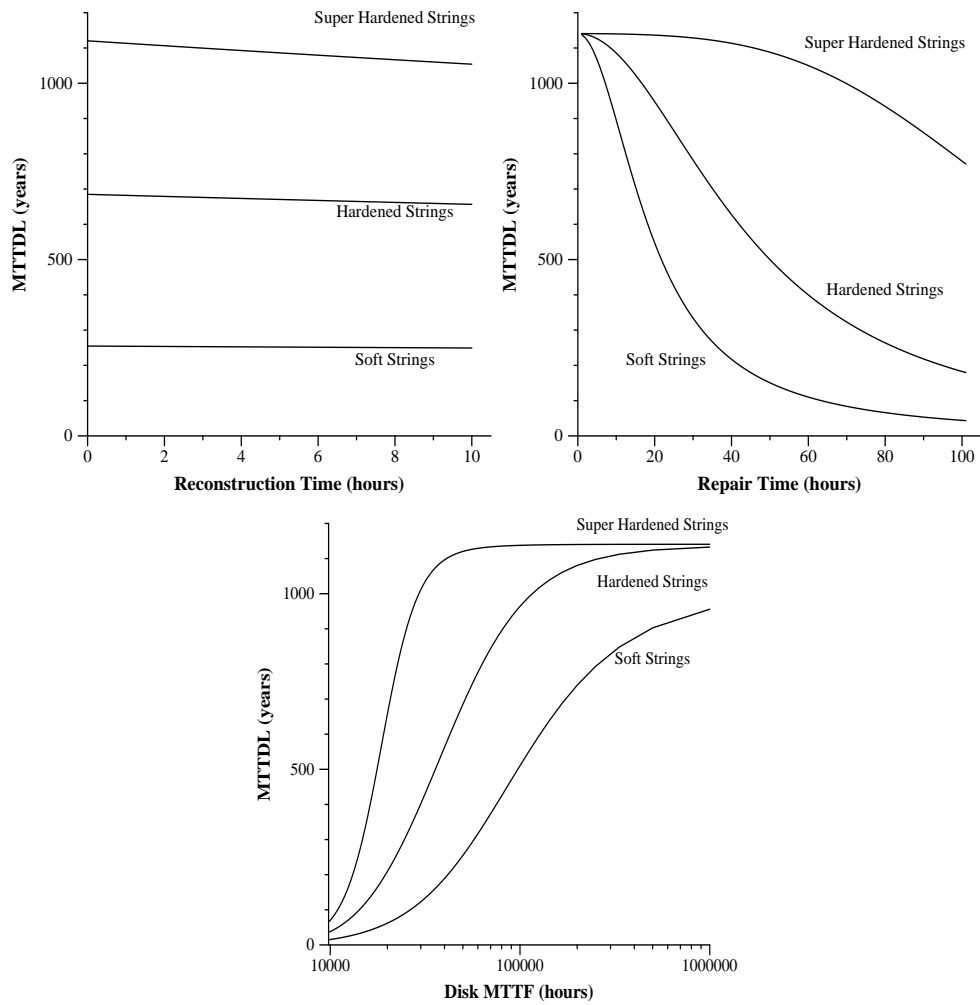 Super Hardened Strings
1000
Hardened Strings
500
Soft Strings
0
0 2 4 6 8 10
Reconstruction Time (hours)
MTTDL (years)
Super Hardened Strings
1000
Hardened Strings
500
Soft Strings
0
0 20 40 60 80 100
Repair Time (hours)
MTTDL (years)
Super Hardened Strings
1000
Hardened Strings
Soft Strings
500
0
10000 100000 1000000
Disk MTTF (hours)
MTTDL (years)